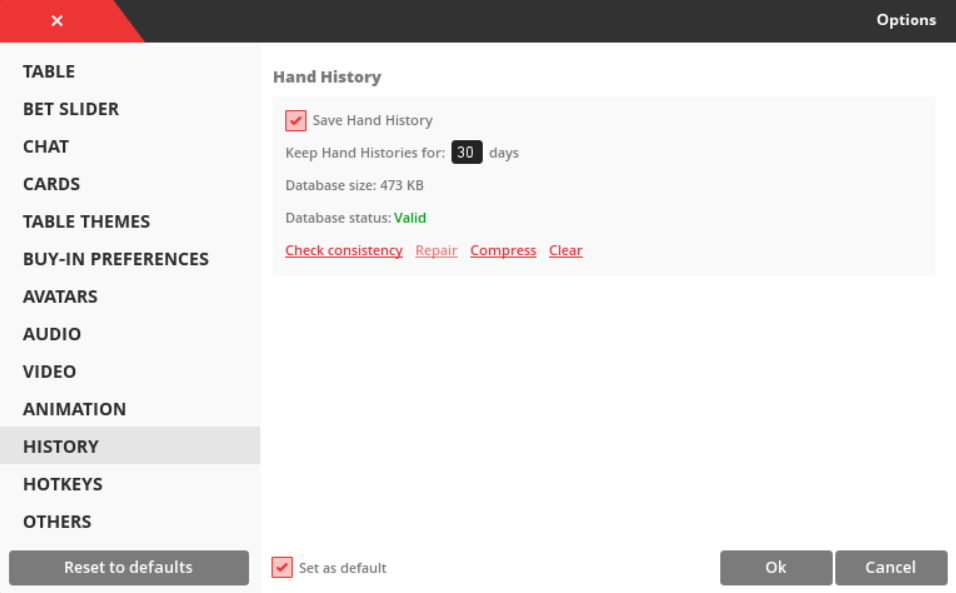 Options
TABLE
BET SLIDER
CHAT
CARDS
TABLE THEMES
BUY-IN PREFERENCES
AVATARS
AUDIO
VIDEO
ANIMATION
HISTORY
HOTKEYS
OTHERS
Reset to defaults
Hand History
Save Hand History
Keep Hand Histories for: 30 days
Database size: 473 KB
Database status: Valid
Check consistency Repair Compress Clear
Set as default
Ok Cancel